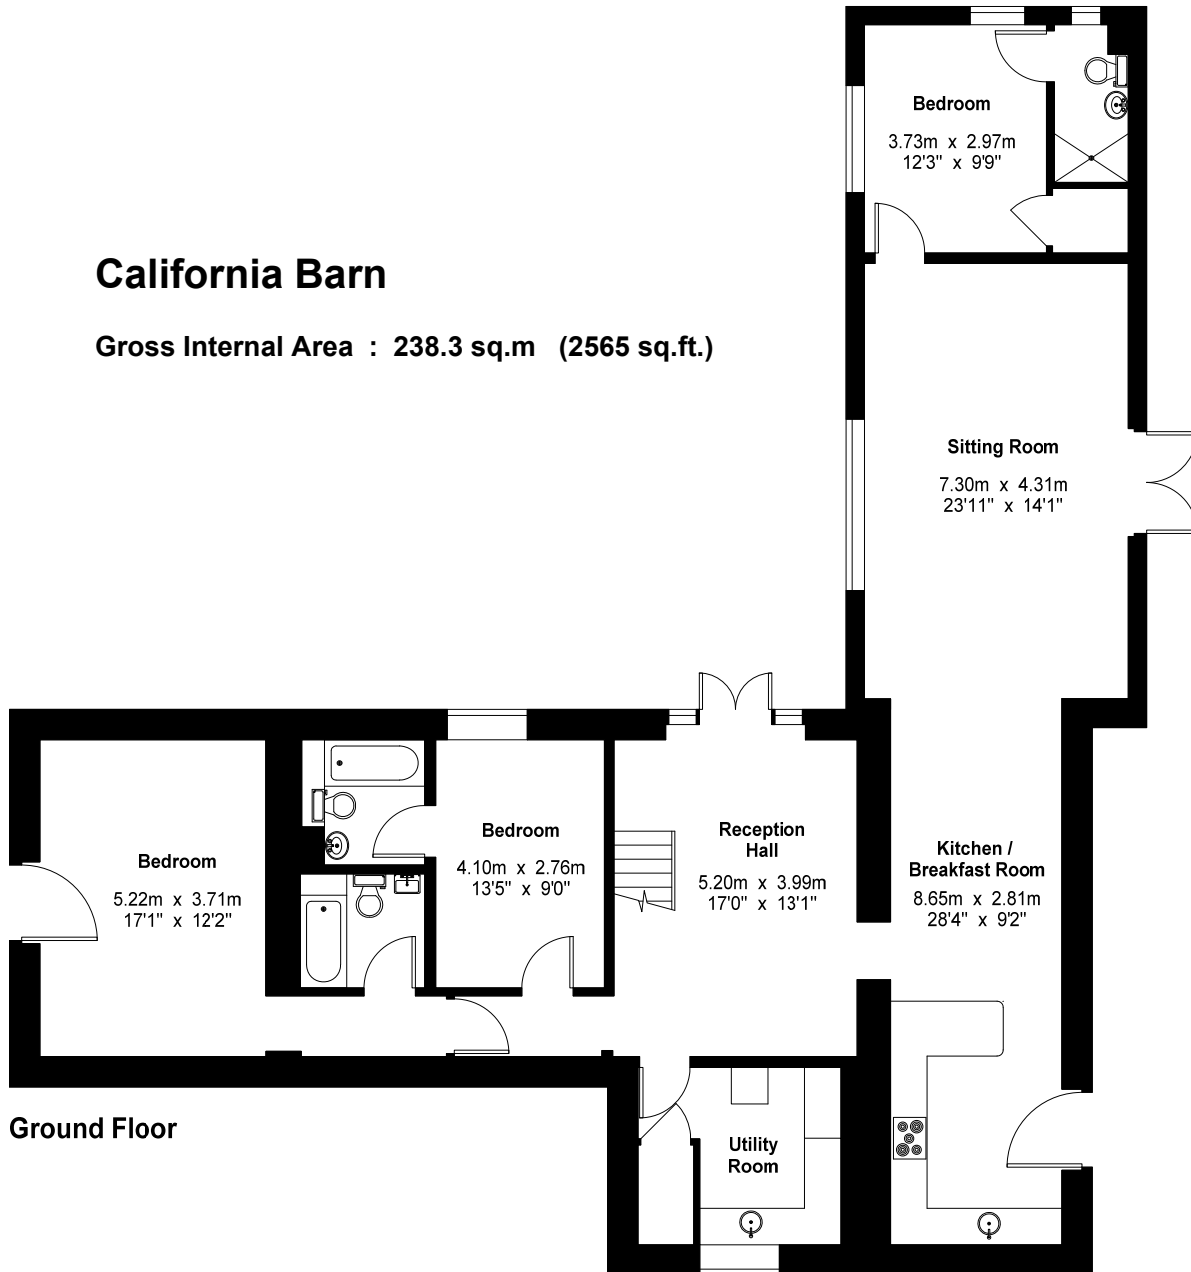 California Barn
Gross Internal Area : 238.3 sq.m (2565 sq.ft.)
Bedroom
3.73m x 2.97m
12'3" x 9'9"
Sitting Room
7.30m x 4.31m
23'11" x 14'1"
Bedroom
5.22m x 3.71m
17'1" x 12'2"
Bedroom
4.10m x 2.76m
13'5" x 9'0"
Reception
Hall
5.20m x 3.99m
17'0" x 13'1"
Kitchen /
Breakfast Room
8.65m x 2.81m
28'4" x 9'2"
Utility
Room
Ground Floor